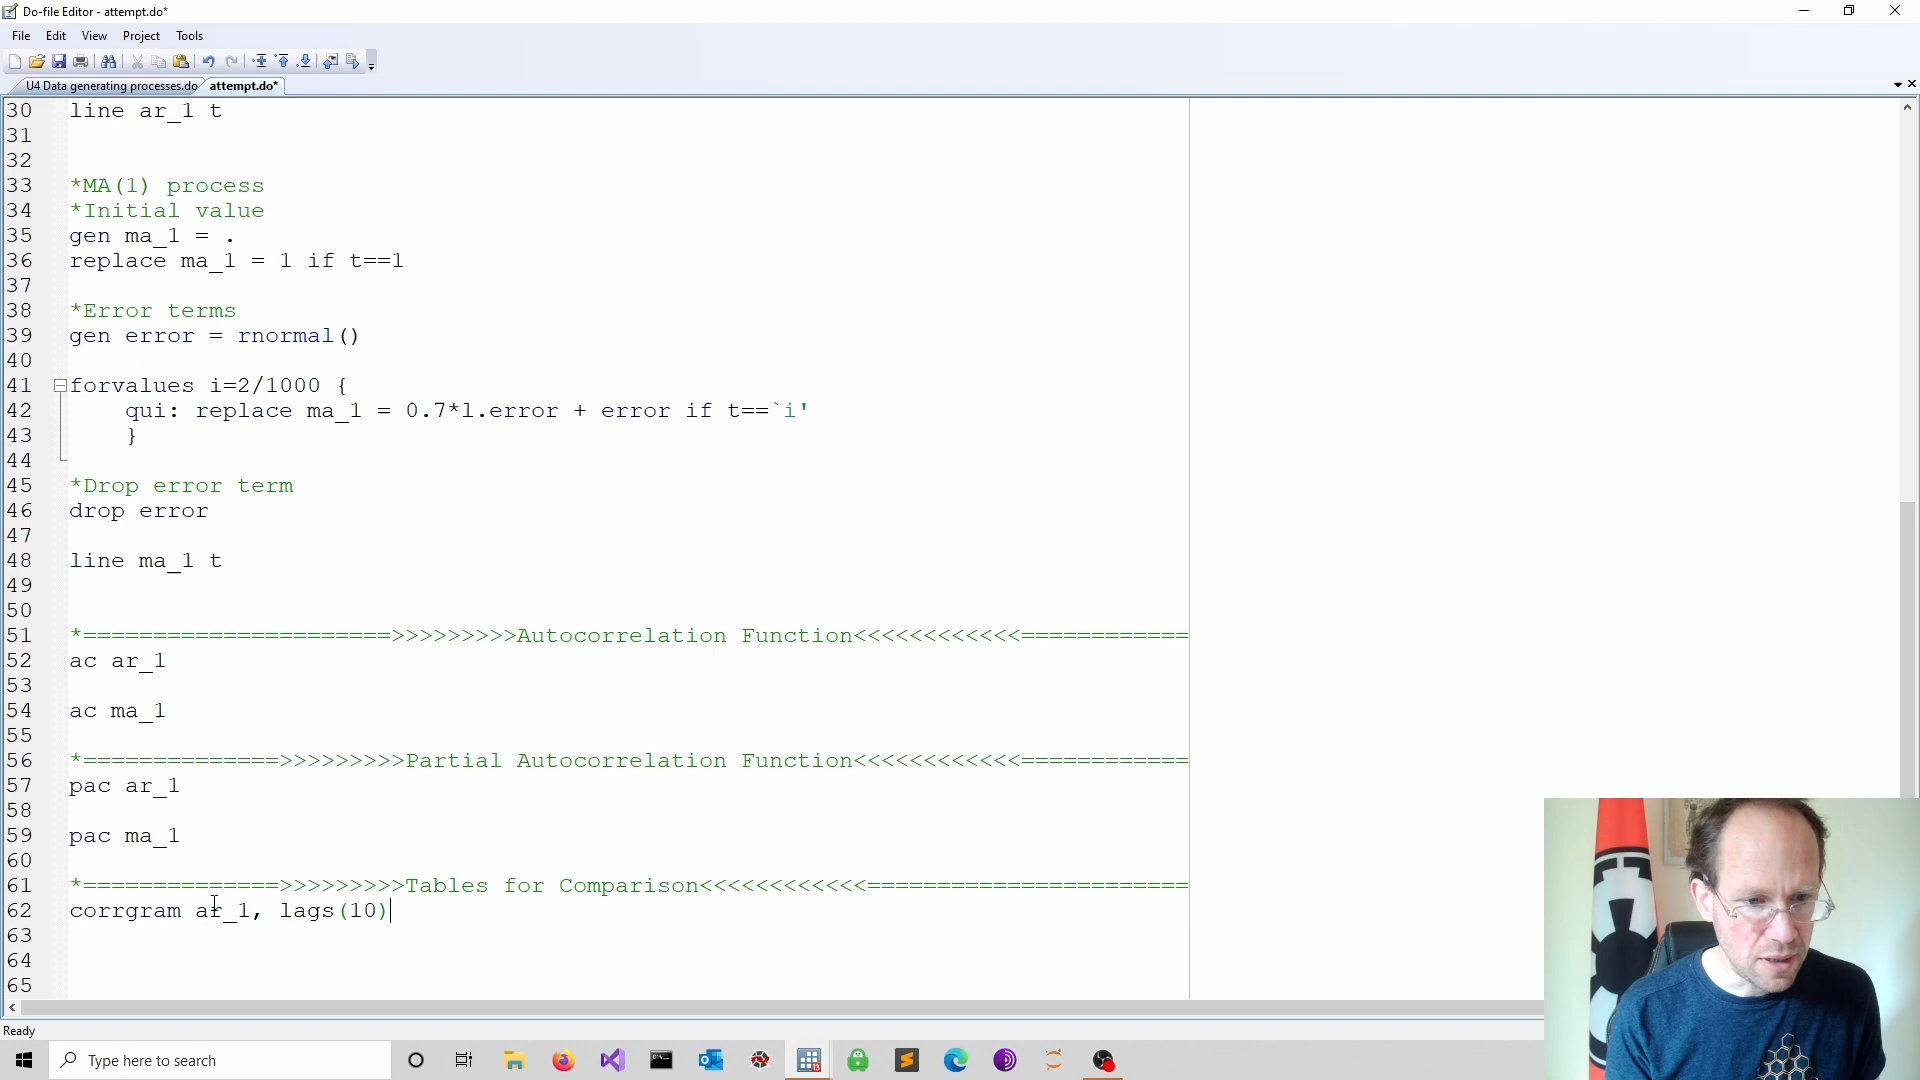 Do-file Editor - attempt.do*
File Edit View Project Tools
U4 Data generating processes.do attempt.do*
30 line ar_1 t
31
32
33 *MA(1) process
34 *Initial value
35 gen ma_1 = .
36 replace ma_1 = 1 if t==1
37
38 *Error terms
39 gen error = rnormal()
40
41 forvalues i=2/1000 {
42 qui: replace ma_1 = 0.7*l.error + error if t==`i'
43 }
44
45 *Drop error term
46 drop error
47
48 line ma_1 t
49
50
51 *======================>>>>>>>>>Autocorrelation Function<<<<<<<<<<<<============
52 ac ar_1
53
54 ac ma_1
55
56 *==============>>>>>>>>>Partial Autocorrelation Function<<<<<<<<<<<<============
57 pac ar_1
58
59 pac ma_1
60
61 *==============>>>>>>>>>Tables for Comparison<<<<<<<<<<<<=======================
62 corrgram ar_1, lags(10)
63
64
65
Ready
Type here to search